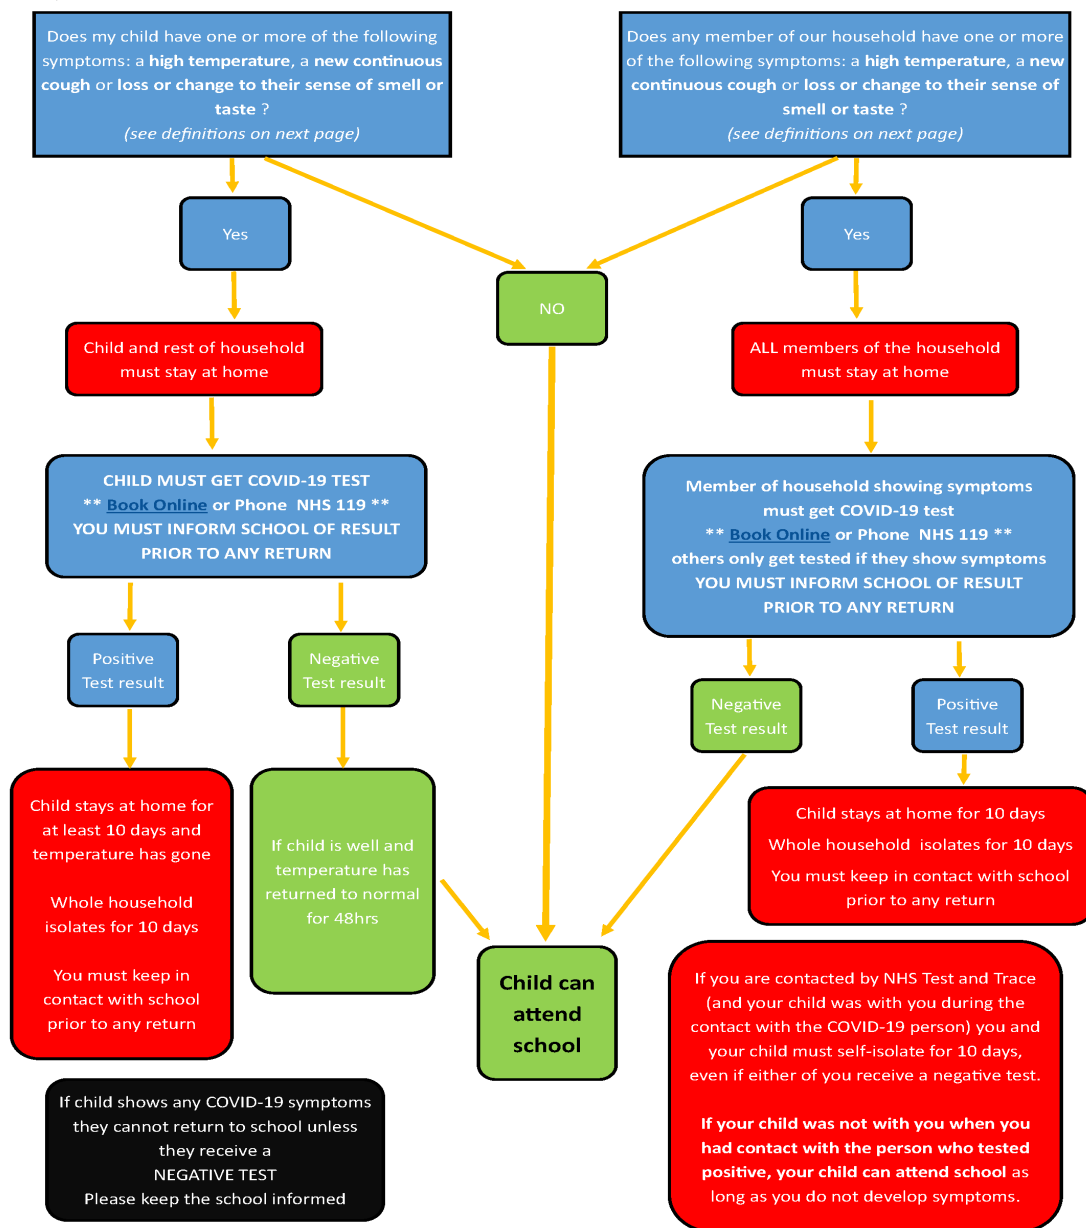 Does my child have one or more of the following
symptoms: a high temperature, a new continuous
cough or loss or change to their sense of smell or
taste ?
(see definitions on next page)
Does any member of our household have one or more
of the following symptoms: a high temperature, a new
continuous cough or loss or change to their sense of
smell or taste ?
(see definitions on next page)
Yes
Yes
NO
Child and rest of household
must stay at home
ALL members of the household
must stay at home
CHILD MUST GET COVID-19 TEST
** Book Online or Phone NHS 119 **
YOU MUST INFORM SCHOOL OF RESULT
PRIOR TO ANY RETURN
Member of household showing symptoms
must get COVID-19 test
** Book Online or Phone NHS 119 **
others only get tested if they show symptoms
YOU MUST INFORM SCHOOL OF RESULT
PRIOR TO ANY RETURN
Positive
Test result
Negative
Test result
Negative
Test result
Positive
Test result
Child stays at home for
at least 10 days and
temperature has gone
Whole household
isolates for 10 days
You must keep in
contact with school
prior to any return
If child is well and
temperature has
returned to normal
for 48hrs
Child stays at home for 10 days
Whole household isolates for 10 days
You must keep in contact with school
prior to any return
Child can
attend
school
If you are contacted by NHS Test and Trace
(and your child was with you during the
contact with the COVID-19 person) you and
your child must self-isolate for 10 days,
even if either of you receive a negative test.
If your child was not with you when you
had contact with the person who tested
positive, your child can attend school as
long as you do not develop symptoms.
If child shows any COVID-19 symptoms
they cannot return to school unless
they receive a
NEGATIVE TEST
Please keep the school informed